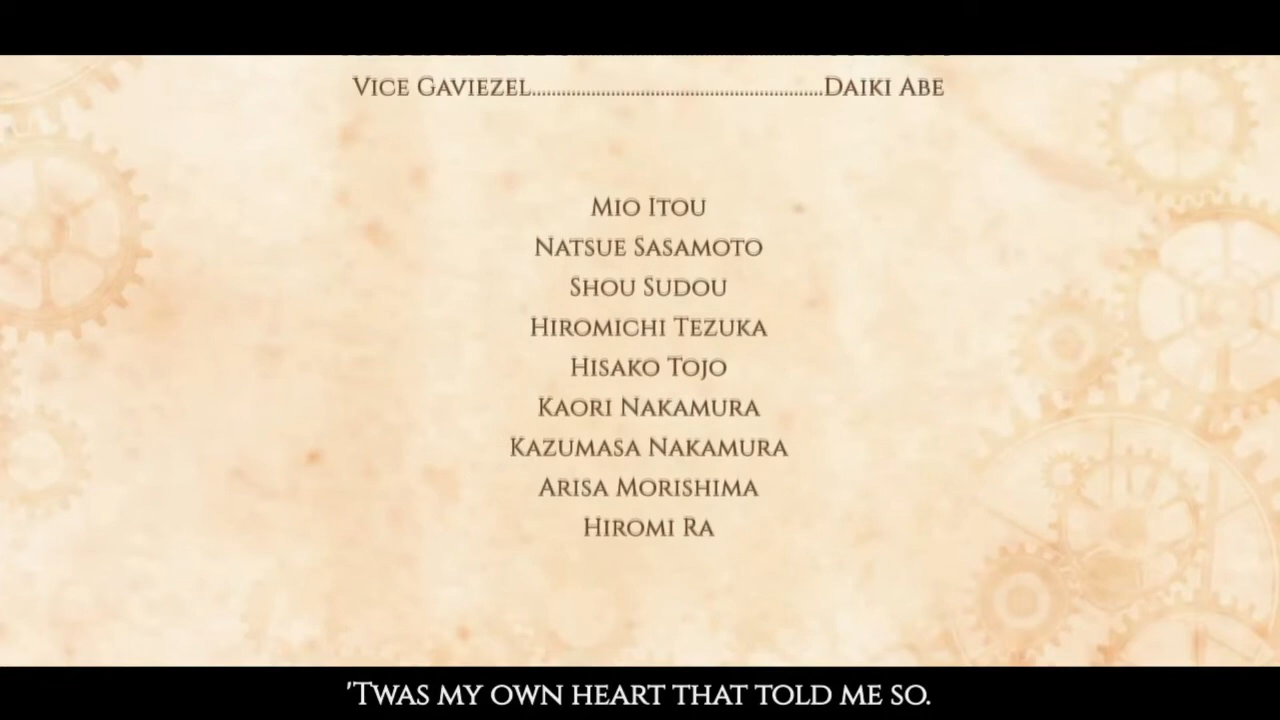 Vice Gaviezel..........................................................Daiki Abe
Mio Itou
Natsue Sasamoto
Shou Sudou
Hiromichi Tezuka
Hisako Tojo
Kaori Nakamura
Kazumasa Nakamura
Arisa Morishima
Hiromi Ra
'Twas my own heart that told me so.